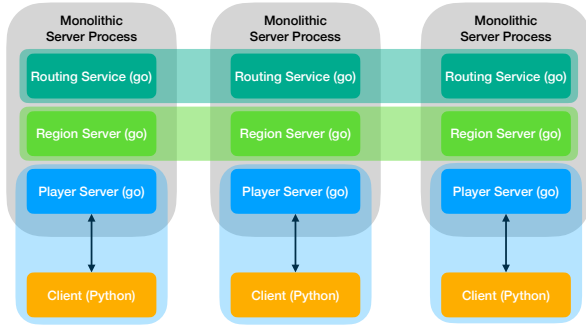 Monolithic
Server Process
Monolithic
Server Process
Monolithic
Server Process
Routing Service (go)
Routing Service (go)
Routing Service (go)
Region Server (go)
Region Server (go)
Region Server (go)
Player Server (go)
Player Server (go)
Player Server (go)
Client (Python)
Client (Python)
Client (Python)